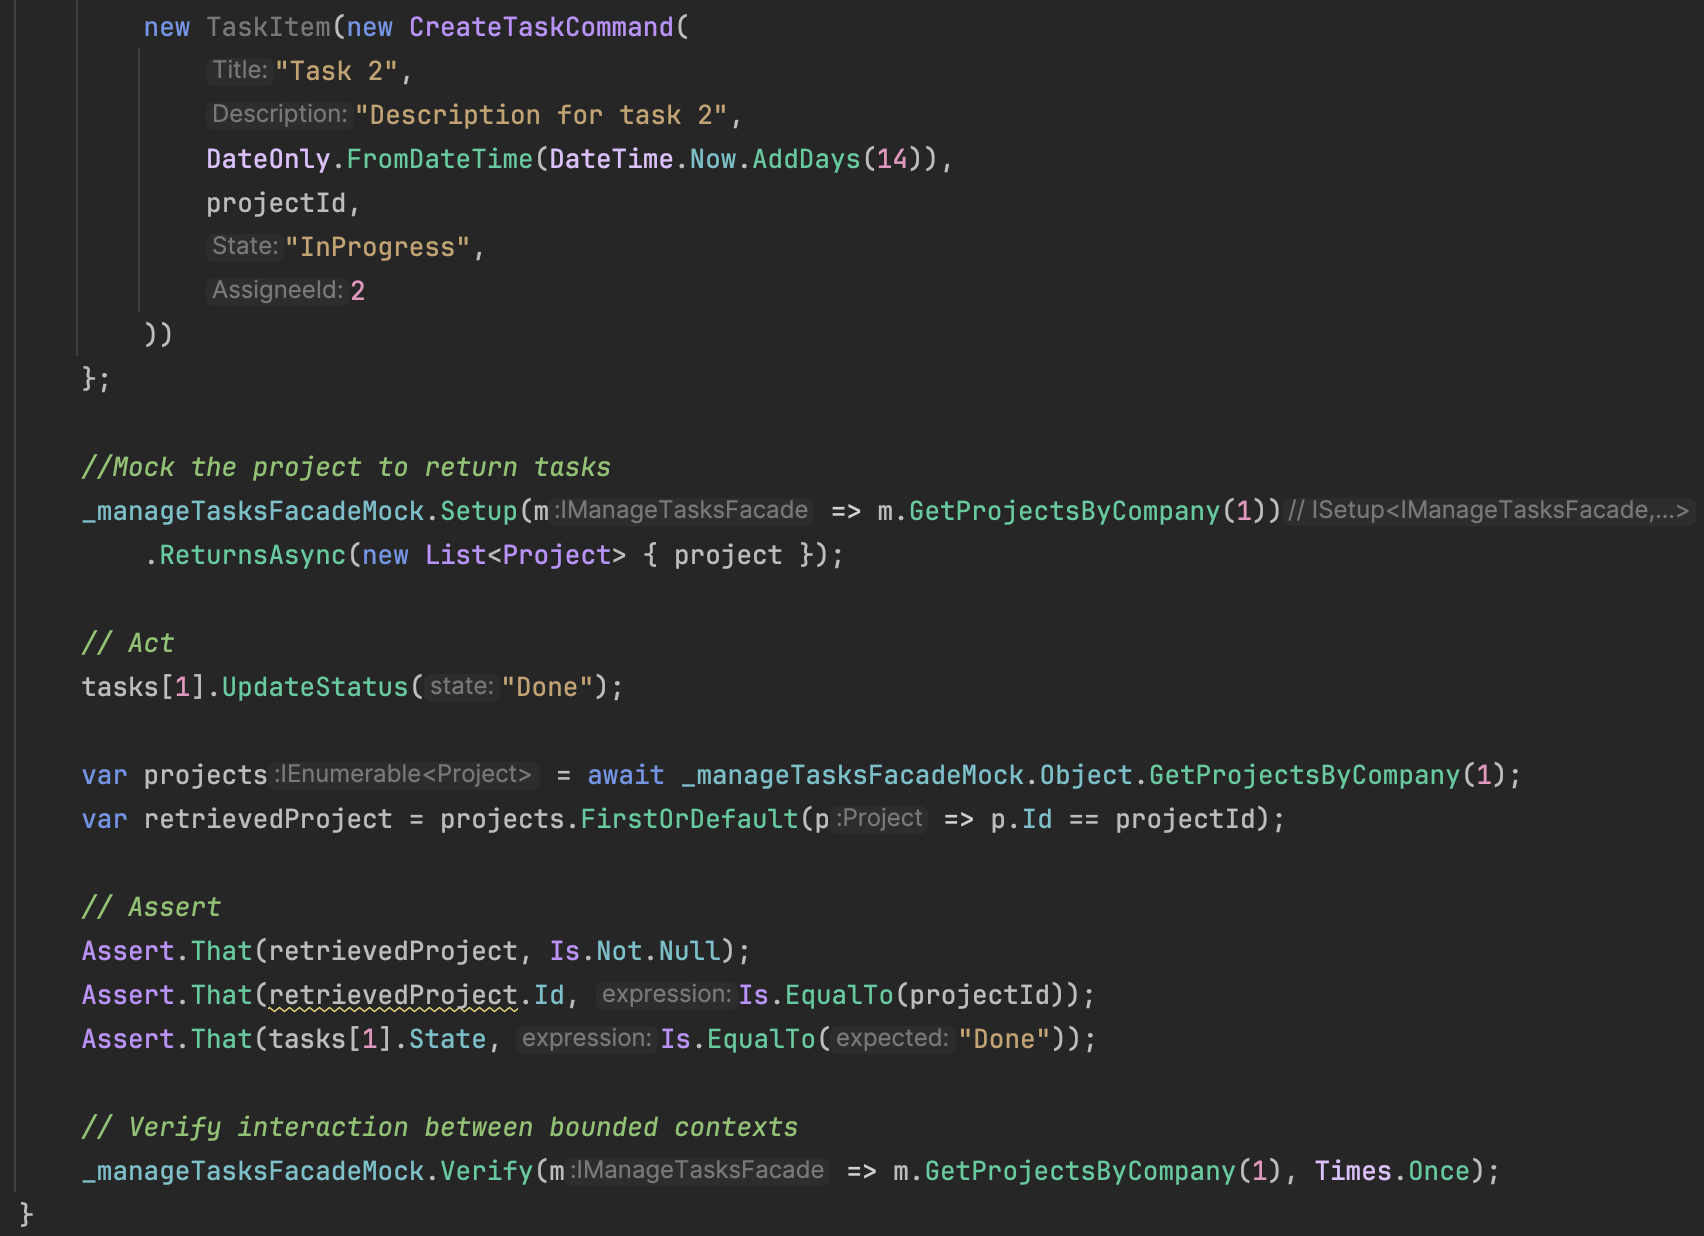 new TaskItem(new CreateTaskCommand(
Title: "Task 2",
Description: "Description for task 2",
DateOnly.FromDateTime(DateTime.Now.AddDays(14)),
projectId,
State: "InProgress",
AssigneeId: 2
))
};
//Mock the project to return tasks
_manageTasksFacadeMock.Setup(m :IManageTasksFacade => m.GetProjectsByCompany(1)) // ISetup<IManageTasksFacade,...>
.ReturnsAsync(new List<Project> { project });
// Act
tasks[1].UpdateStatus( state: "Done");
var projects :IEnumerable<Project> = await _manageTasksFacadeMock.Object.GetProjectsByCompany(1);
var retrievedProject = projects.FirstOrDefault(p :Project => p.Id == projectId);
// Assert
Assert.That(retrievedProject, Is.Not.Null);
Assert.That(retrievedProject.Id, expression: Is.EqualTo(projectId));
Assert.That(tasks[1].State, expression: Is.EqualTo( expected: "Done"));
// Verify interaction between bounded contexts
_manageTasksFacadeMock.Verify(m :IManageTasksFacade => m.GetProjectsByCompany(1), Times.Once);
}